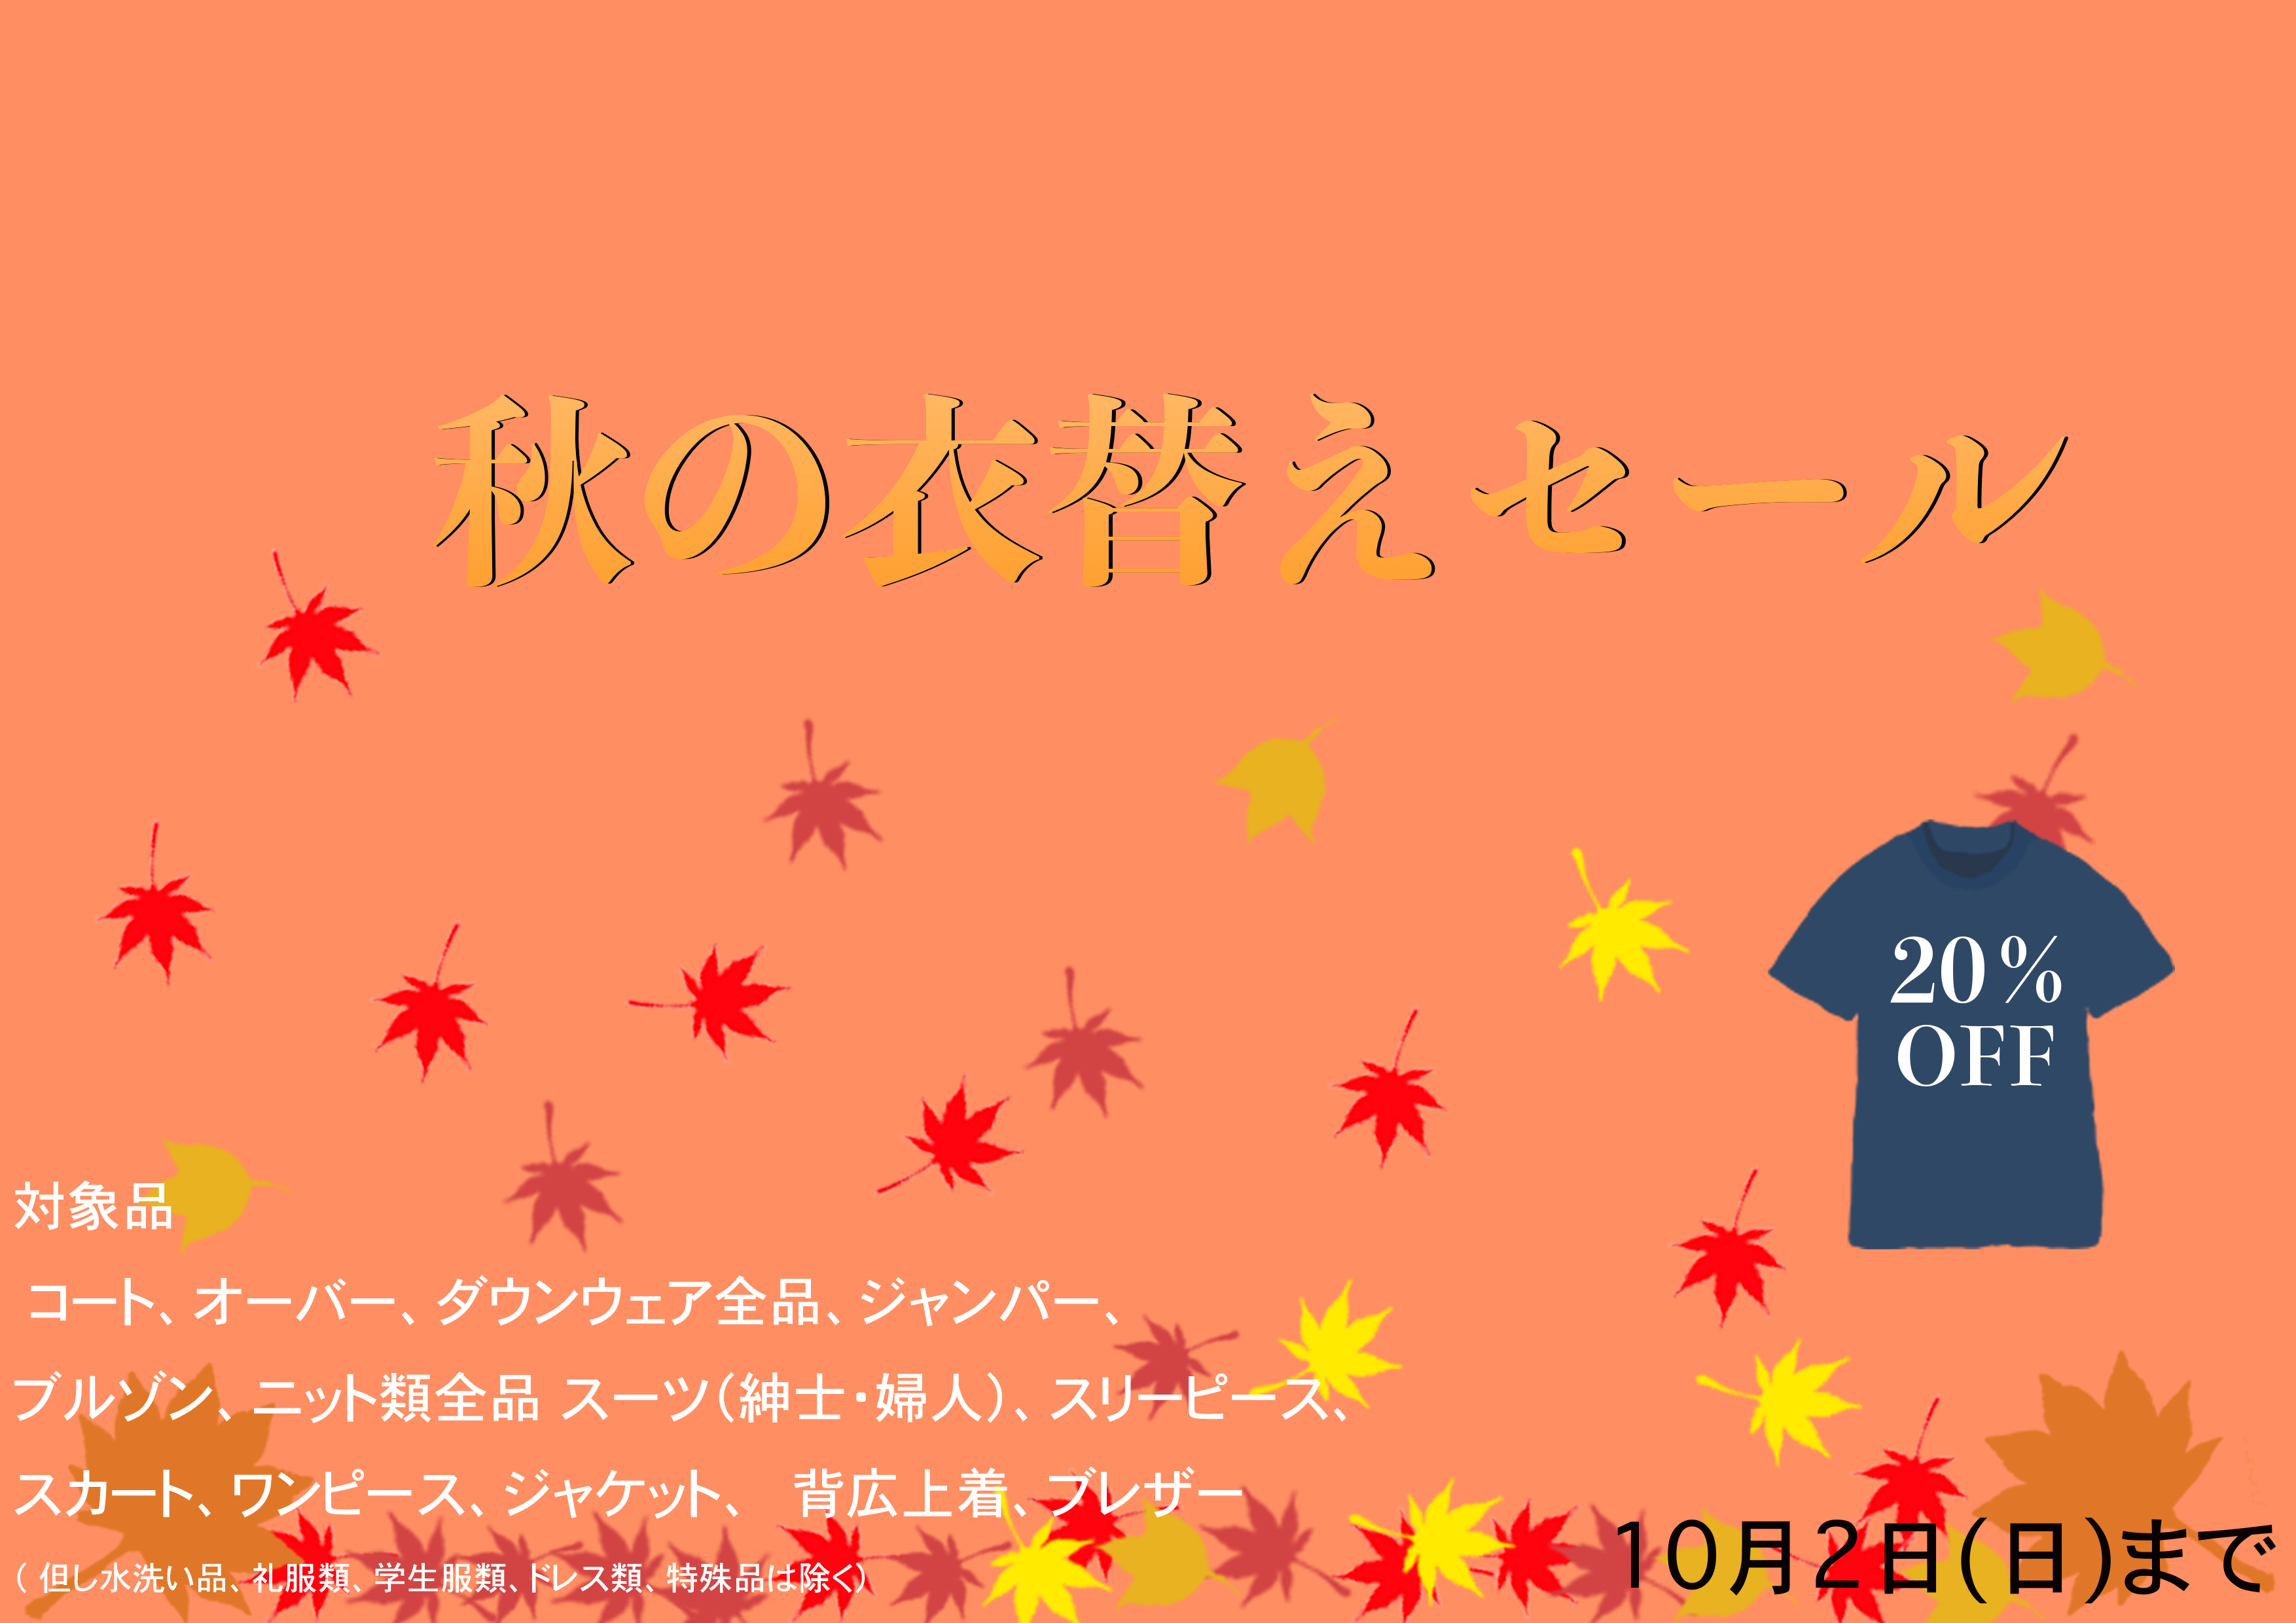 秋の衣替えセール
20%
OFF
対象品
コート、オーバー、ダウンウェア全品、ジャンパー、
ブルゾン、ニット類全品 スーツ(紳士・婦人)、スリーピース、
スカート、ワンピース、ジャケット、 背広上着、ブレザー
( 但し水洗い品、礼服類、学生服類、ドレス類、特殊品は除く)
10月2日(日)まで